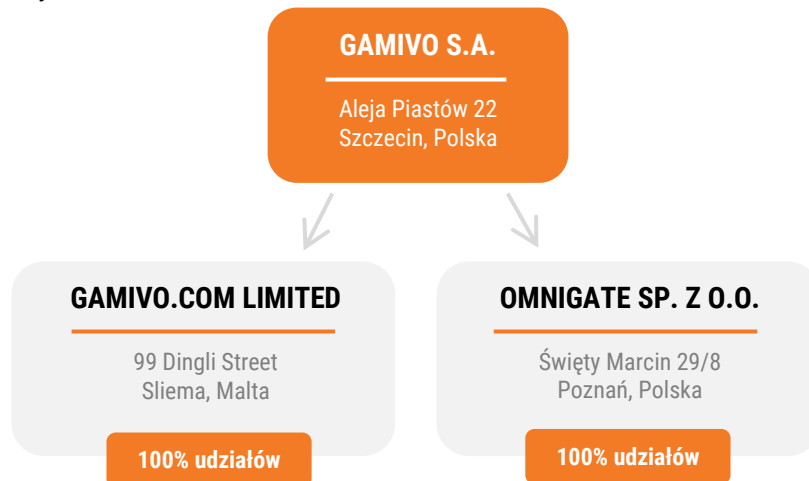 GAMIVO S.A.
Aleja Piastów 22
Szczecin, Polska
GAMIVO.COM LIMITED
99 Dingli Street
Sliema, Malta
100% udziałów
OMNIGATE SP. Z O.O.
Święty Marcin 29/8
Poznań, Polska
100% udziałów